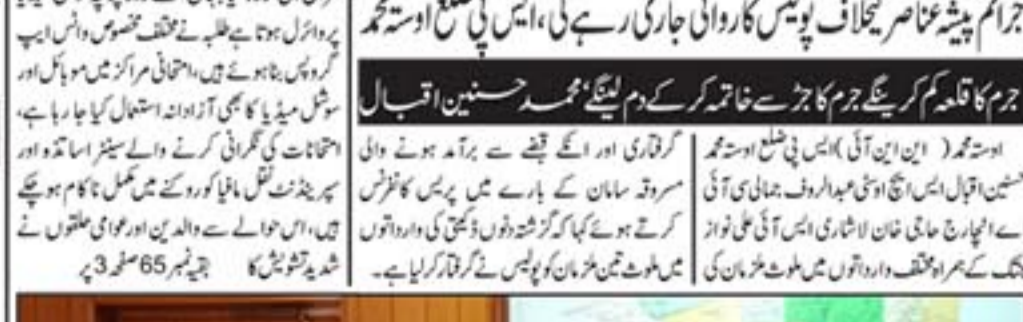 جرائم پیشہ عناصر کیخلاف پولیس کاروائی جاری رہے گی، ایس پی ضلع اوستہ محمد
جرم کا قلعہ کم کرینگے جرم کا جڑ سے خاتمہ کر کے دم لینگے، محمد حسنین اقبال
اوستہ محمد (این این آئی) ایس پی ضلع اوستہ محمد
حسنین اقبال ایس ایچ او سٹی عبدالروف جمالی سی آئی
اے انچارج حاجی خان لاشاری ایس آئی علی نواز
کے ہمراہ مختلف وارداتوں میں ملوث ملزمان کی
گرفتاری اور انکے قبضے سے برآمد ہونے والی
مسروقہ سامان کے بارے میں پریس کانفرنس
کرتے ہوئے کہا کہ گزشتہ دنوں ڈکیتی کی وارداتوں
میں ملوث تین ملزمان کو پولیس نے گرفتار کر لیا ہے۔
پر وائرل ہوتا ہے طلبہ نے مختلف مخصوص واٹس ایپ
گروپس بنا ہوئے ہیں، امتحانی مراکز میں موبائل اور
سوشل میڈیا کا بھی آزادانہ استعمال کیا جا رہا ہے،
امتحانات کی نگرانی کرنے والے سینئر اساتذہ اور
سپرینڈنٹ نقل مافیا کو روکنے میں مکمل ناکام ہو چکے
ہیں، اس حوالے سے والدین اور عوامی حلقوں نے
شدید تشویش کا بقیہ نمبر 65 صفحہ 3 پر